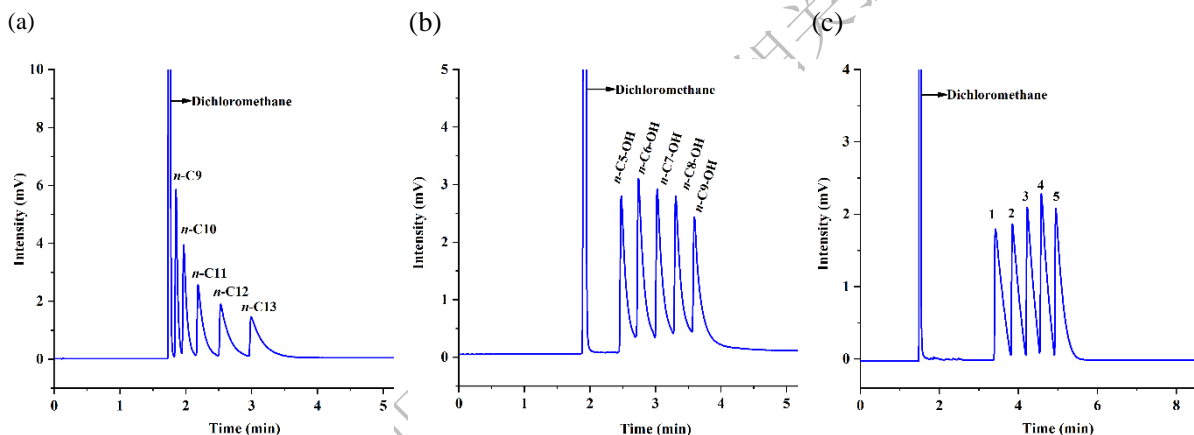 (a)
10
8
6
4
2
0
Intensity (mV)
Dichloromethane
n-C9
n-C10
n-C11
n-C12
n-C13
0 1 2 3 4 5
Time (min)
(b)
5
4
3
2
1
0
Intensity (mV)
Dichloromethane
n-C5-OH
n-C6-OH
n-C7-OH
n-C8-OH
n-C9-OH
0 1 2 3 4 5
Time (min)
(c)
4
3
2
1
0
Intensity (mV)
Dichloromethane
1 2 3 4 5
0 2 4 6 8
Time (min)